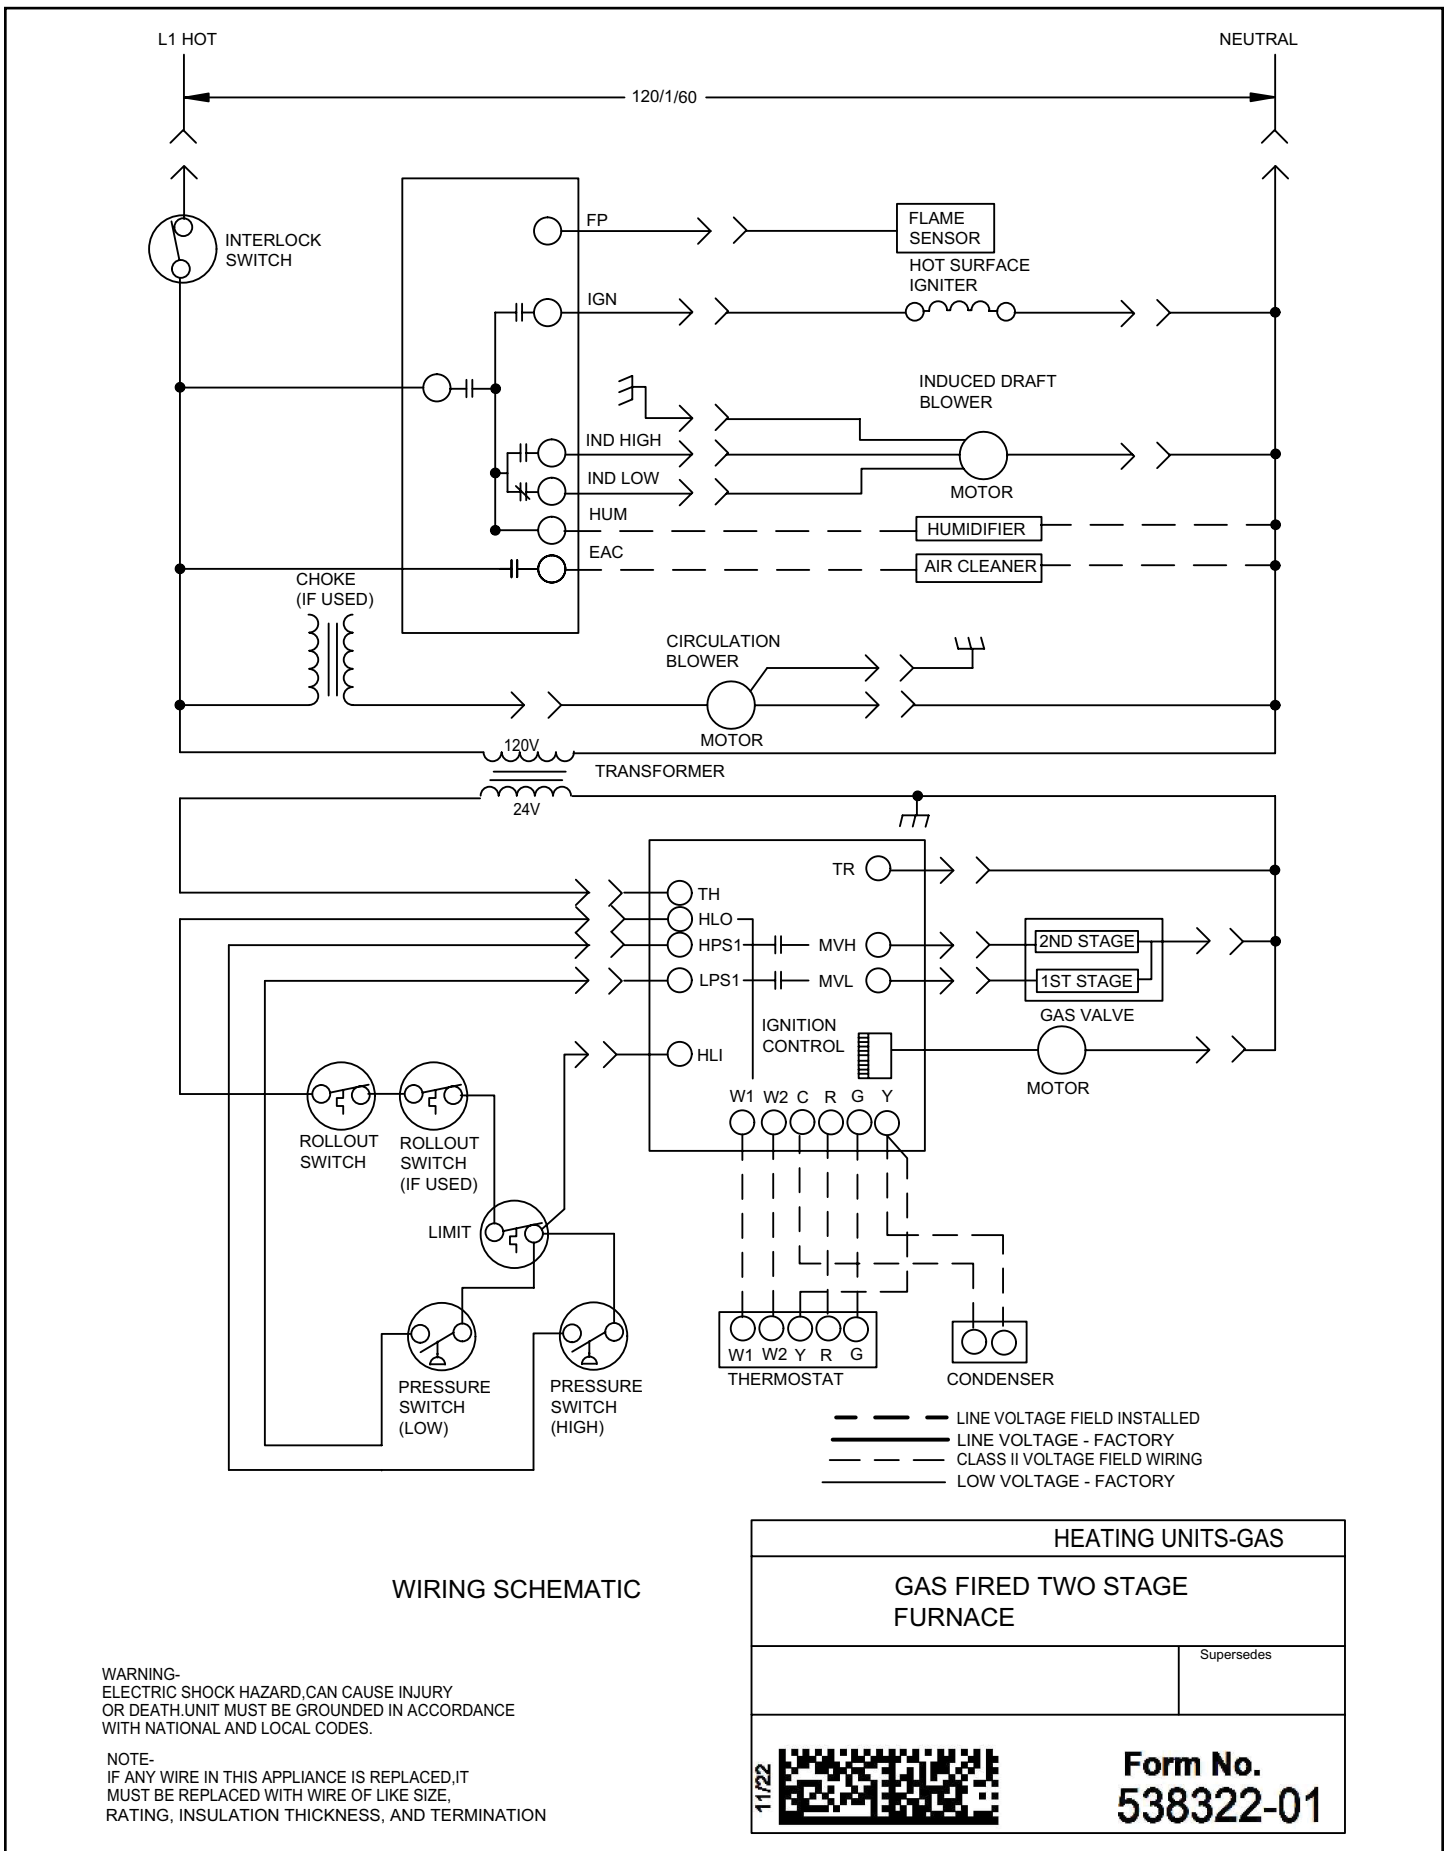 L1 HOT
NEUTRAL
120/1/60
INTERLOCK
SWITCH
FP
FLAME
SENSOR
HOT SURFACE
IGNITER
IGN
INDUCED DRAFT
BLOWER
IND HIGH
IND LOW
MOTOR
HUM
HUMIDIFIER
EAC
AIR CLEANER
CHOKE
(IF USED)
CIRCULATION
BLOWER
MOTOR
120V
TRANSFORMER
24V
TR
TH
HLO
HPS1
MVH
2ND STAGE
LPS1
MVL
1ST STAGE
GAS VALVE
IGNITION
CONTROL
HLI
MOTOR
W1 W2 C R G Y
ROLLOUT
SWITCH
ROLLOUT
SWITCH
(IF USED)
LIMIT
W1 W2 Y R G
THERMOSTAT
CONDENSER
PRESSURE
SWITCH
(LOW)
PRESSURE
SWITCH
(HIGH)
LINE VOLTAGE FIELD INSTALLED
LINE VOLTAGE - FACTORY
CLASS II VOLTAGE FIELD WIRING
LOW VOLTAGE - FACTORY
WIRING SCHEMATIC
HEATING UNITS-GAS
GAS FIRED TWO STAGE
FURNACE
Supersedes
WARNING-
ELECTRIC SHOCK HAZARD,CAN CAUSE INJURY
OR DEATH.UNIT MUST BE GROUNDED IN ACCORDANCE
WITH NATIONAL AND LOCAL CODES.
NOTE-
IF ANY WIRE IN THIS APPLIANCE IS REPLACED,IT
MUST BE REPLACED WITH WIRE OF LIKE SIZE,
RATING, INSULATION THICKNESS, AND TERMINATION
11/22
Form No.
538322-01